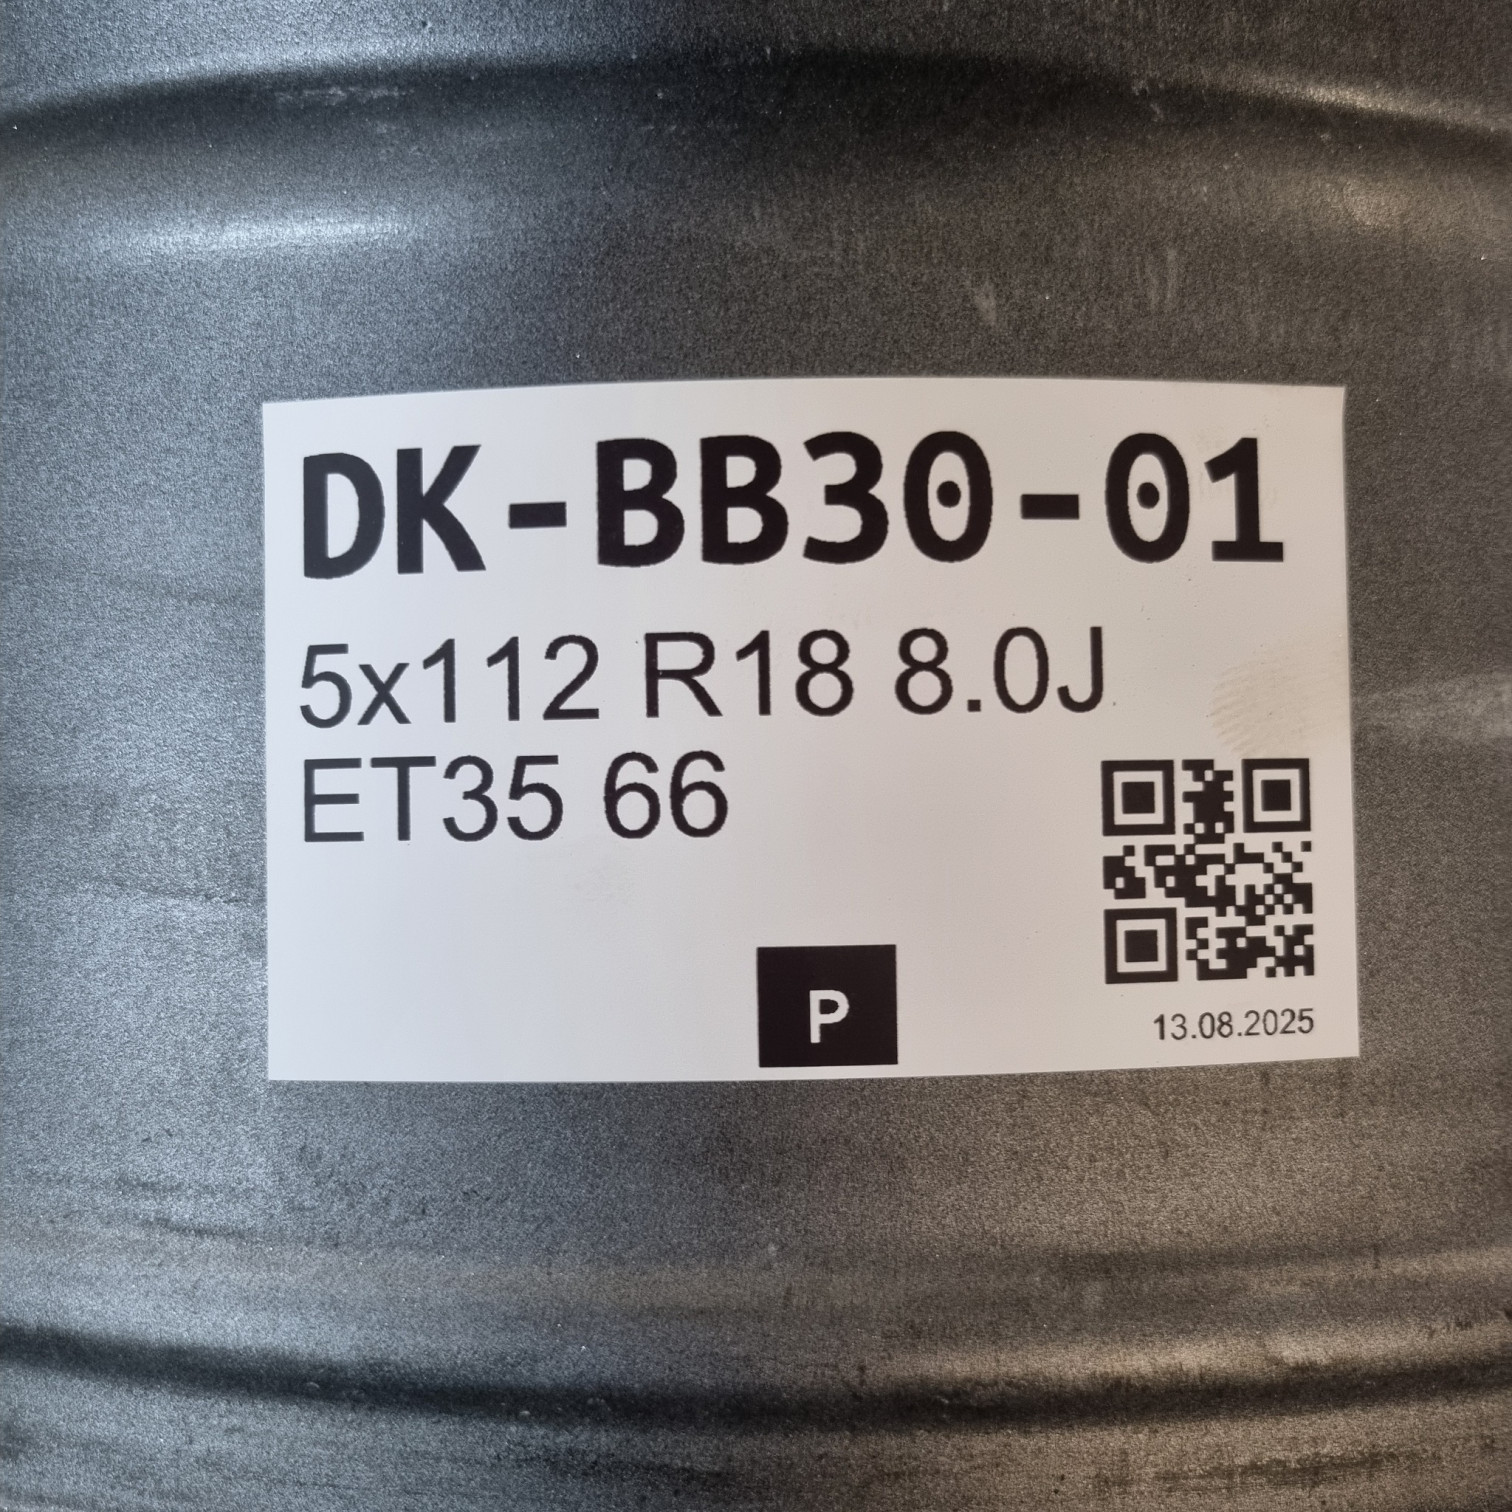 DK-BB30-01
5x112 R18 8.0J
ET35 66
P
13.08.2025